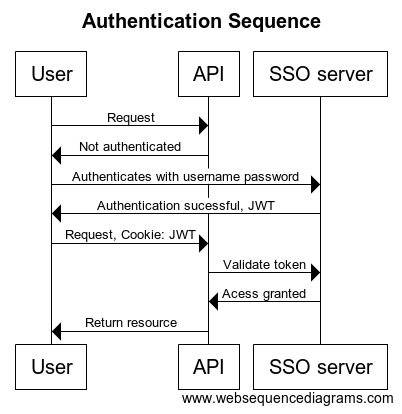 Authentication Sequence
User API SSO server
Request
Not authenticated
Authenticates with username password
Authentication sucessful, JWT
Request, Cookie: JWT
Validate token
Acess granted
Return resource
User API SSO server
www.websequencediagrams.com